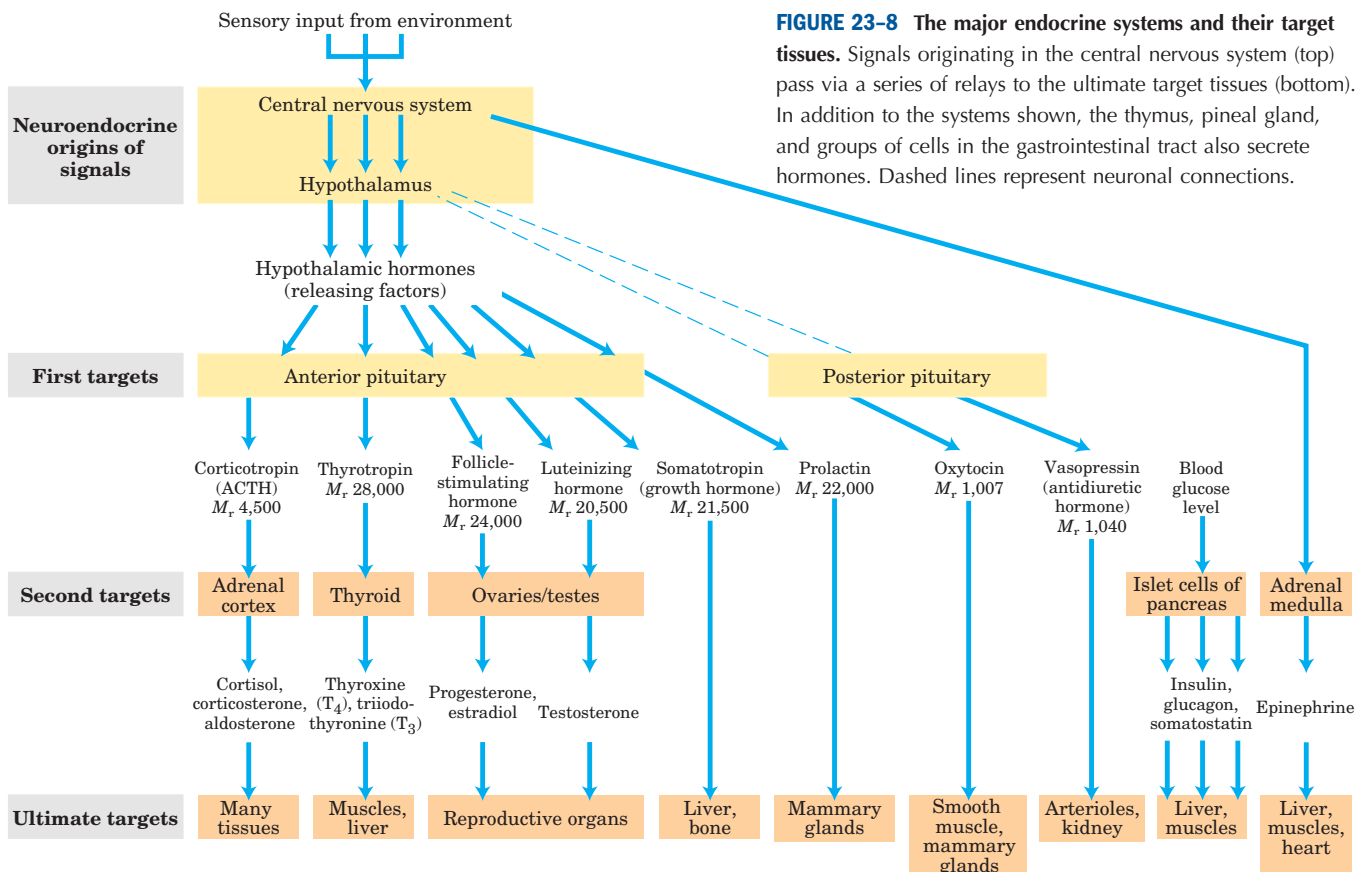 Sensory input from environment
FIGURE 23–8 The major endocrine systems and their target
tissues. Signals originating in the central nervous system (top)
pass via a series of relays to the ultimate target tissues (bottom).
In addition to the systems shown, the thymus, pineal gland,
and groups of cells in the gastrointestinal tract also secrete
hormones. Dashed lines represent neuronal connections.
Neuroendocrine
origins of
signals
Central nervous system
Hypothalamus
Hypothalamic hormones
(releasing factors)
First targets
Anterior pituitary
Posterior pituitary
Corticotropin
(ACTH)
Mr 4,500
Thyrotropin
Mr 28,000
Follicle-
stimulating
hormone
Mr 24,000
Luteinizing
hormone
Mr 20,500
Somatotropin
(growth hormone)
Mr 21,500
Prolactin
Mr 22,000
Oxytocin
Mr 1,007
Vasopressin
(antidiuretic
hormone)
Mr 1,040
Blood
glucose
level
Second targets
Adrenal
cortex
Thyroid
Ovaries/testes
Islet cells of
pancreas
Adrenal
medulla
Cortisol,
corticosterone,
aldosterone
Thyroxine
(T4), triiodo-
thyronine (T3)
Progesterone,
estradiol
Testosterone
Insulin,
glucagon,
somatostatin
Epinephrine
Ultimate targets
Many
tissues
Muscles,
liver
Reproductive organs
Liver,
bone
Mammary
glands
Smooth
muscle,
mammary
glands
Arterioles,
kidney
Liver,
muscles
Liver,
muscles,
heart